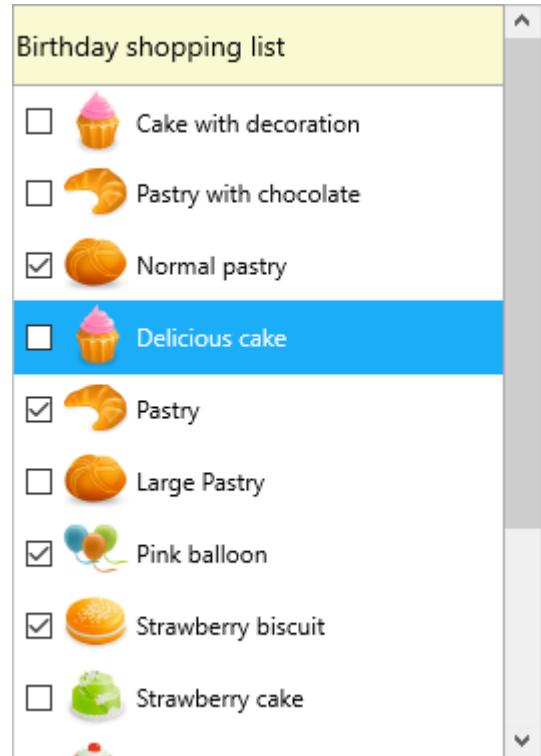 Birthday shopping list
Cake with decoration
Pastry with chocolate
Normal pastry
Delicious cake
Pastry
Large Pastry
Pink balloon
Strawberry biscuit
Strawberry cake